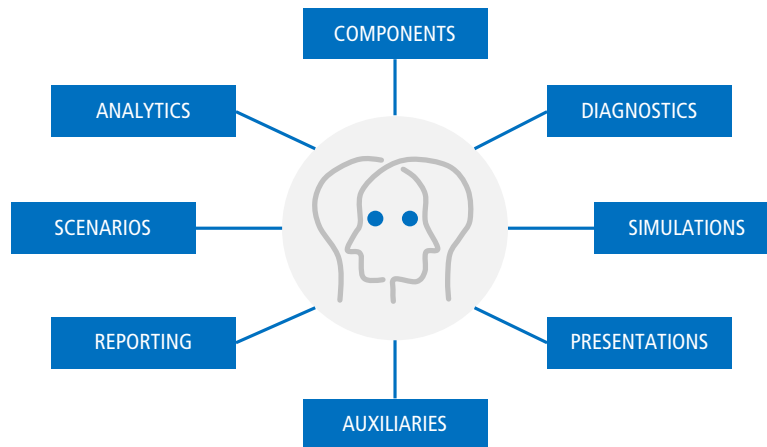 COMPONENTS
ANALYTICS
DIAGNOSTICS
SCENARIOS
SIMULATIONS
REPORTING
PRESENTATIONS
AUXILIARIES